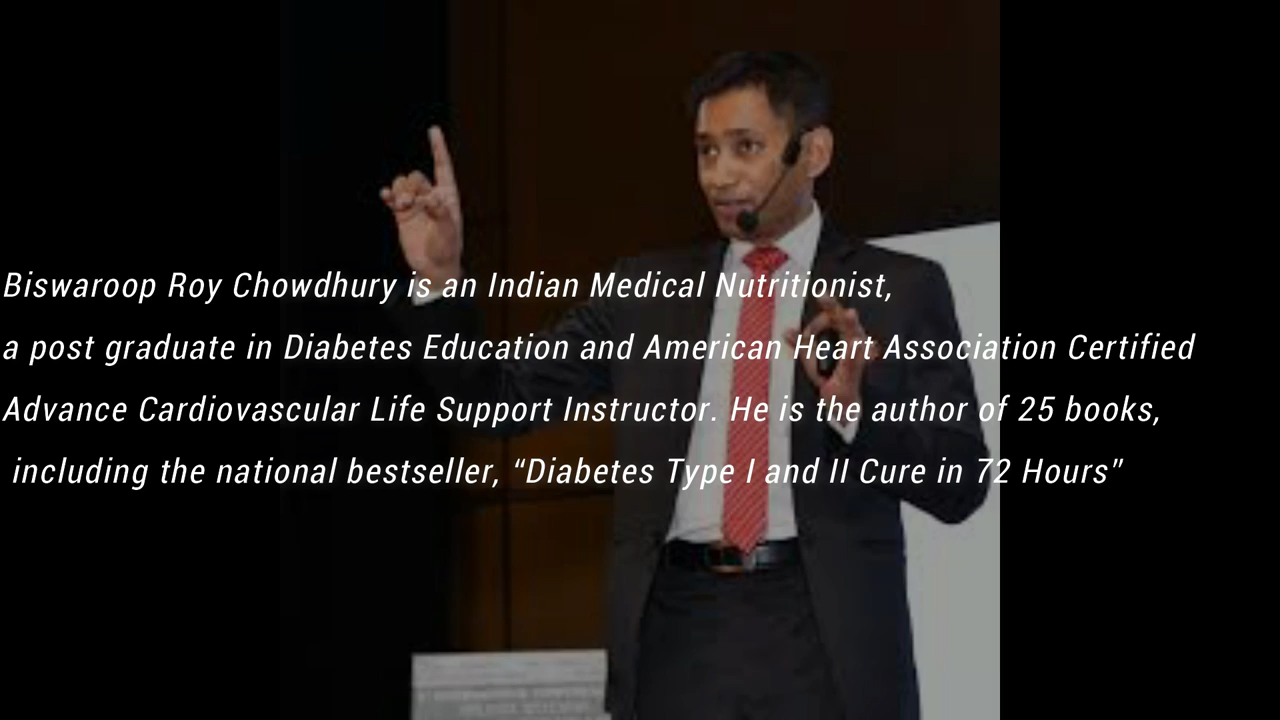 Biswaroop Roy Chowdhury is an Indian Medical Nutritionist,
a post graduate in Diabetes Education and American Heart Association Certified
Advance Cardiovascular Life Support Instructor. He is the author of 25 books,
including the national bestseller, “Diabetes Type I and II Cure in 72 Hours”